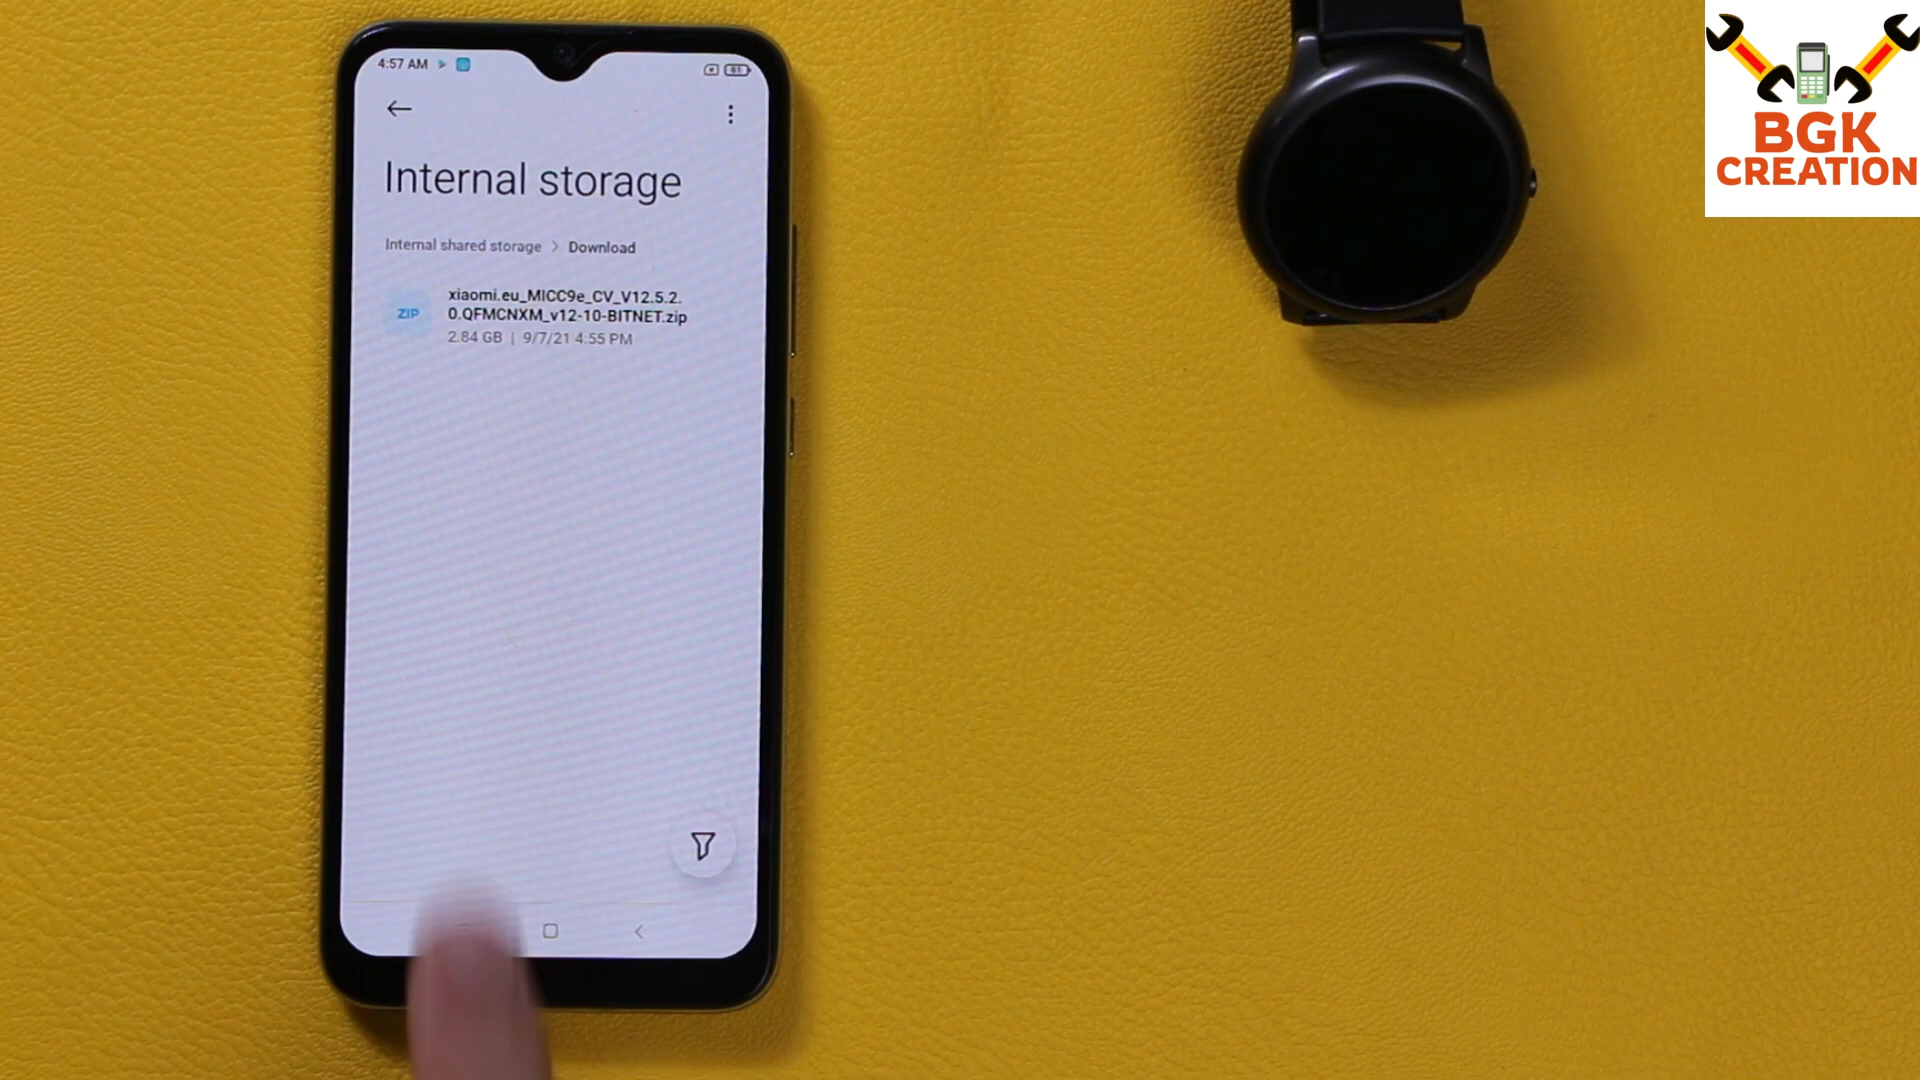 4:57 AM
91
Internal storage
Internal shared storage > Download
ZIP
xiaomi.eu_MICC9e_CV_V12.5.2.
0.QFMCNXM_v12-10-BITNET.zip
2.84 GB | 9/7/21 4:55 PM
BGK
CREATION